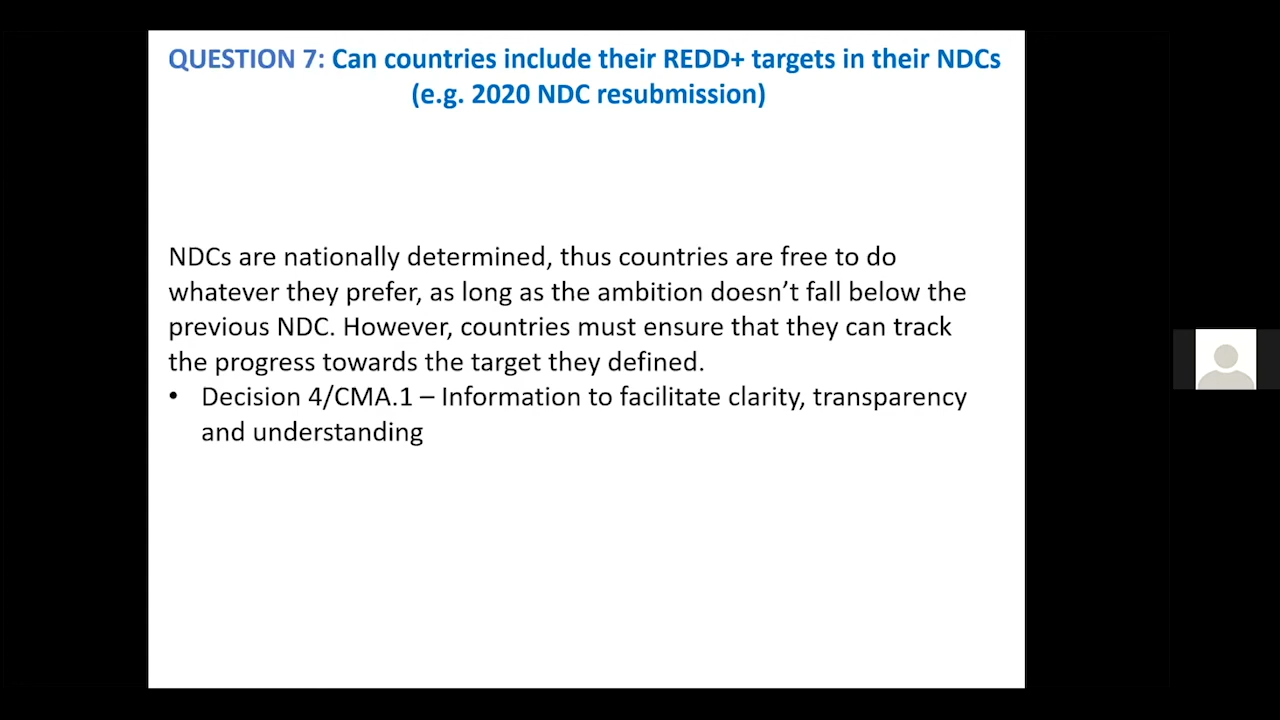 QUESTION 7: Can countries include their REDD+ targets in their NDCs
(e.g. 2020 NDC resubmission)
NDCs are nationally determined, thus countries are free to do
whatever they prefer, as long as the ambition doesn’t fall below the
previous NDC. However, countries must ensure that they can track
the progress towards the target they defined.
• Decision 4/CMA.1 – Information to facilitate clarity, transparency
and understanding